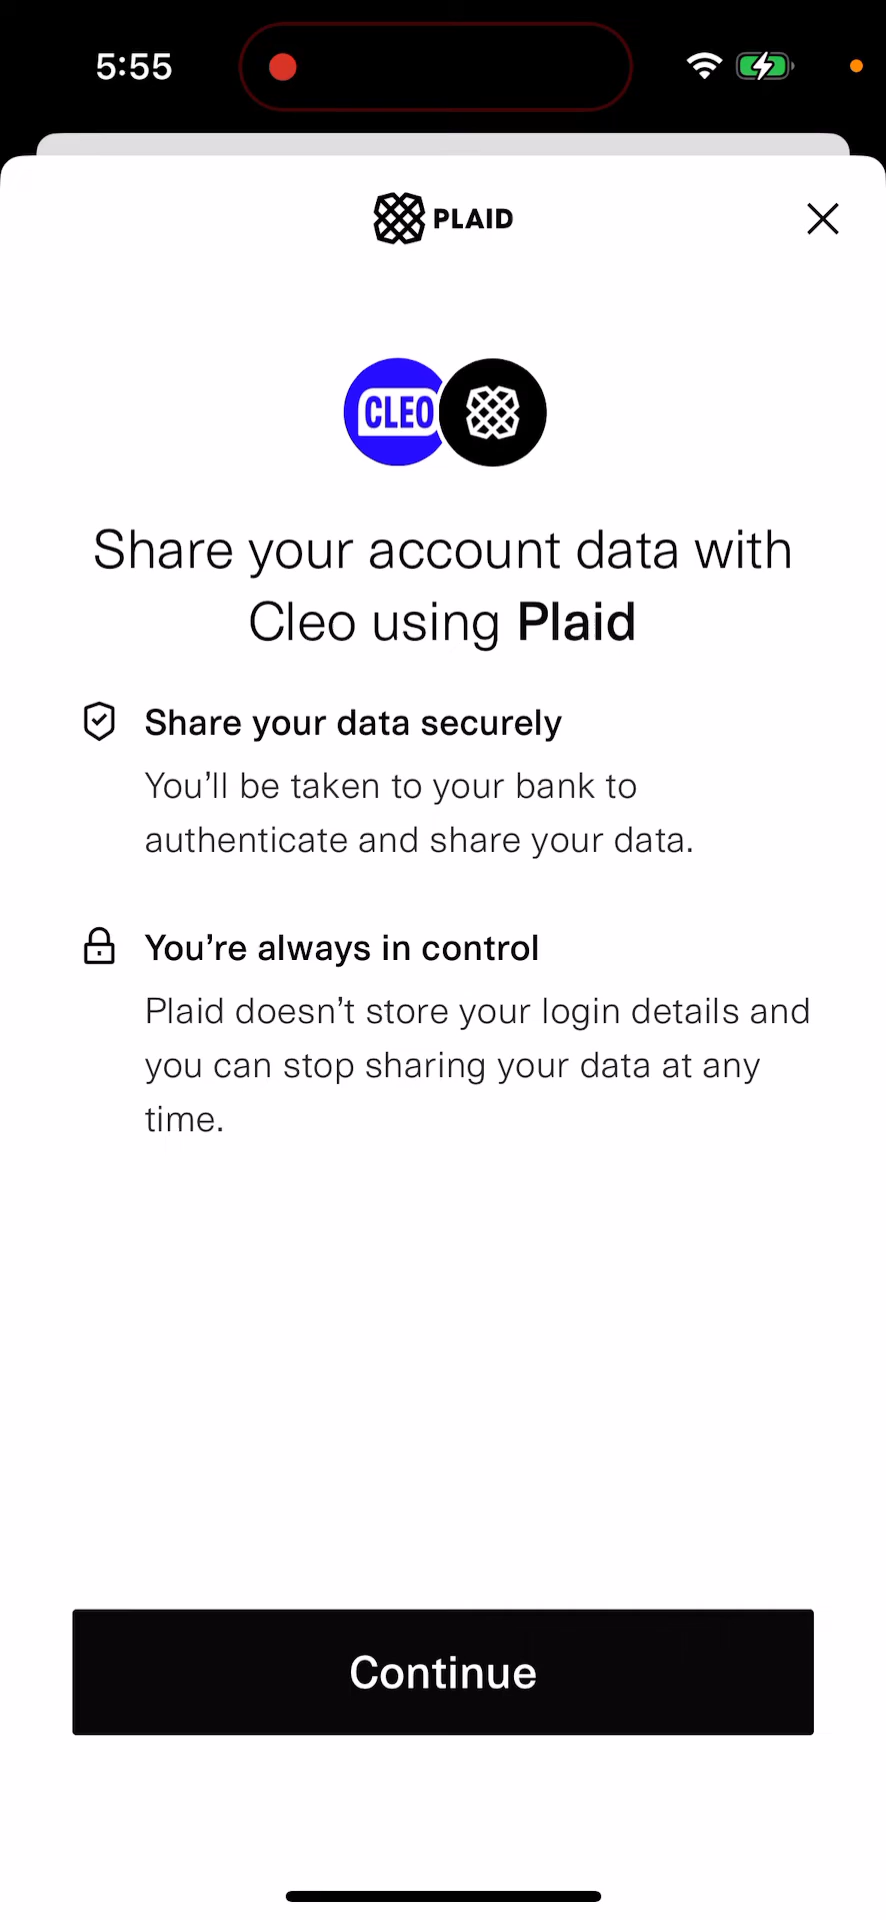 5:55
PLAID
CLEO
Share your account data with
Cleo using Plaid
Share your data securely
You’ll be taken to your bank to
authenticate and share your data.
You’re always in control
Plaid doesn’t store your login details and
you can stop sharing your data at any
time.
Continue